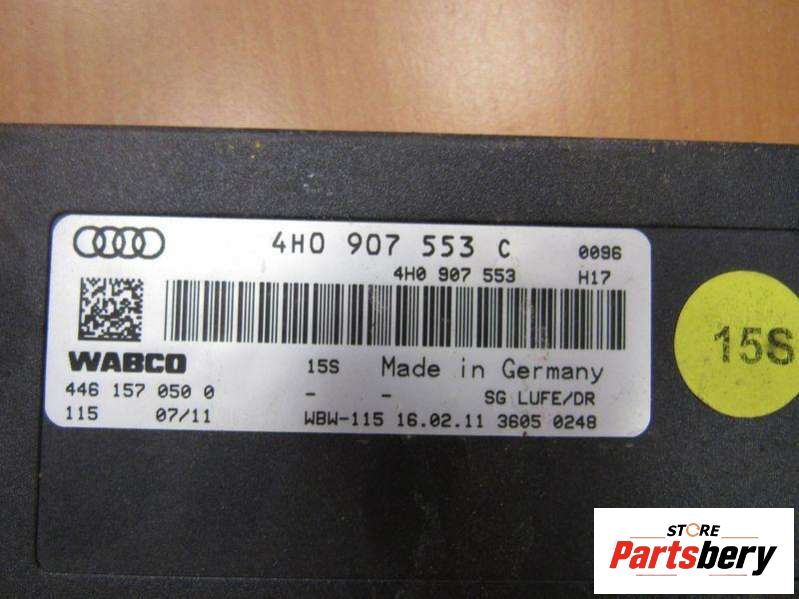 4H0 907 553 C 0096
4H0 907 553 H17
WABCO 15S Made in Germany
446 157 050 0 - - SG LUFE/DR
115 07/11 WBW-115 16.02.11 3605 0248
15S
STORE
Partsbery